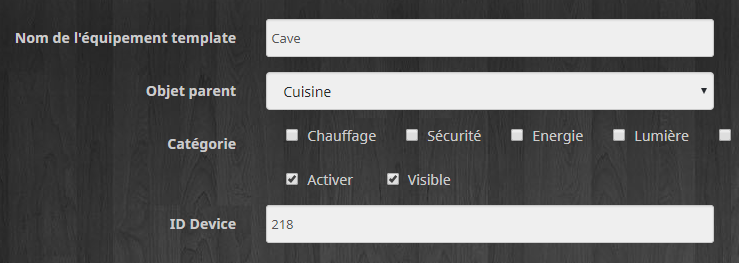 Nom de l'équipement template Cave
Objet parent Cuisine
Catégorie Chauffage Sécurité Energie Lumière
Activer Visible
ID Device 218